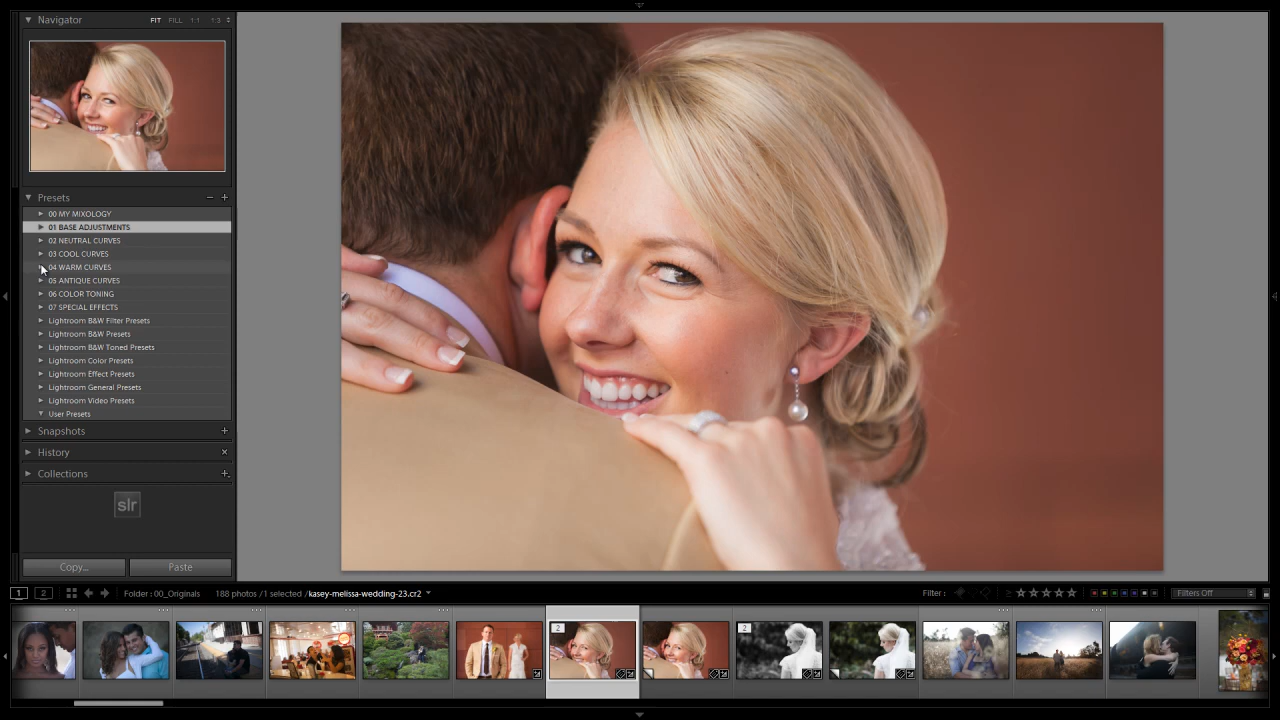 Navigator FIT FILL 1:1 1:3
Presets
00 MY MIXOLOGY
01 BASE ADJUSTMENTS
02 NEUTRAL CURVES
03 COOL CURVES
04 WARM CURVES
05 ANTIQUE CURVES
06 COLOR TONING
07 SPECIAL EFFECTS
Lightroom B&W Filter Presets
Lightroom B&W Presets
Lightroom B&W Toned Presets
Lightroom Color Presets
Lightroom Effect Presets
Lightroom General Presets
Lightroom Video Presets
User Presets
Snapshots
History
Collections
slr
Copy... Paste
1 2 Folder : 00_Originals 188 photos /1 selected /kasey-melissa-wedding-23.cr2 Filter : Filters Off
2 2